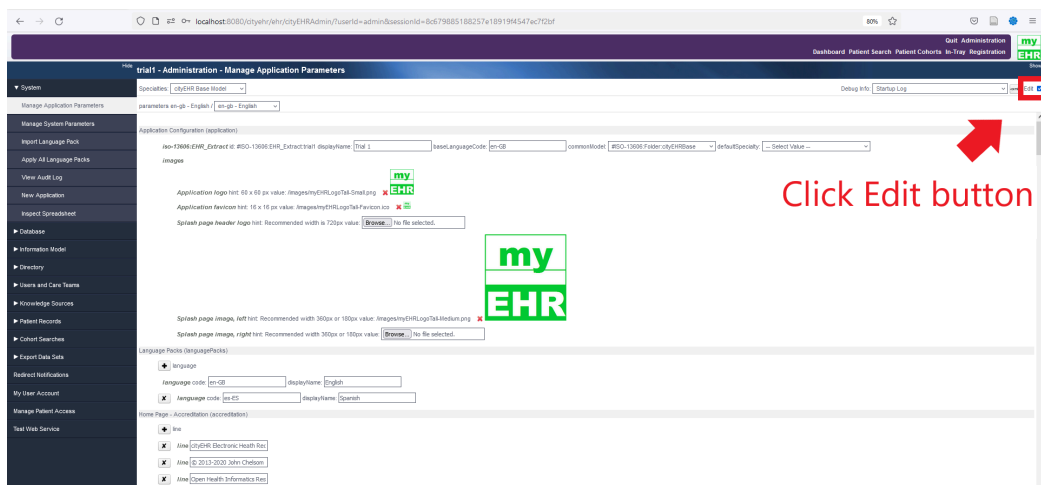 localhost:8080/cityehr/ehr/cityEHRAdmin/?userId=admin&sessionId=8c679885188257e18919f4547ec7f2bf
80%
Quit Administration
Dashboard Patient Search Patient Cohorts In-Tray Registration
my
EHR
Hide
trial1 - Administration - Manage Application Parameters
Show
▼ System
Specialties: cityEHR Base Model
Debug Info: Startup Log
Edit
Manage Application Parameters
parameters en-gb - English / en-gb - English
Manage System Parameters
Application Configuration (application)
Import Language Pack
iso-13606:EHR_Extract id: #ISO-13606:EHR_Extract:trial1 displayName: Trial 1 baseLanguageCode: en-GB commonModel: #ISO-13606:Folder:cityEHRBase defaultSpecialty: -- Select Value --
Apply All Language Packs
images
View Audit Log
my
EHR
Application logo hint: 60 x 60 px value: /images/myEHRLogoTall-Small.png
New Application
Application favicon hint: 16 x 16 px value: /images/myEHRLogoTall-Favicon.ico
Click Edit button
Inspect Spreadsheet
Splash page header logo hint: Recommended width is 720px value: Browse... No file selected.
► Database
► Information Model
my
EHR
► Directory
► Users and Care Teams
► Knowledge Sources
Splash page image, left hint: Recommended width 360px or 180px value: /images/myEHRLogoTall-Medium.png
► Patient Records
Splash page image, right hint: Recommended width 360px or 180px value: Browse... No file selected.
► Cohort Searches
Language Packs (languagePacks)
► Export Data Sets
language
Redirect Notifications
language code: en-GB displayName: English
My User Account
language code: es-ES displayName: Spanish
Manage Patient Access
Home Page - Accreditation (accreditation)
Test Web Service
line
line cityEHR Electronic Heath Rec
line © 2013-2020 John Chelsom
line Open Health Informatics Res